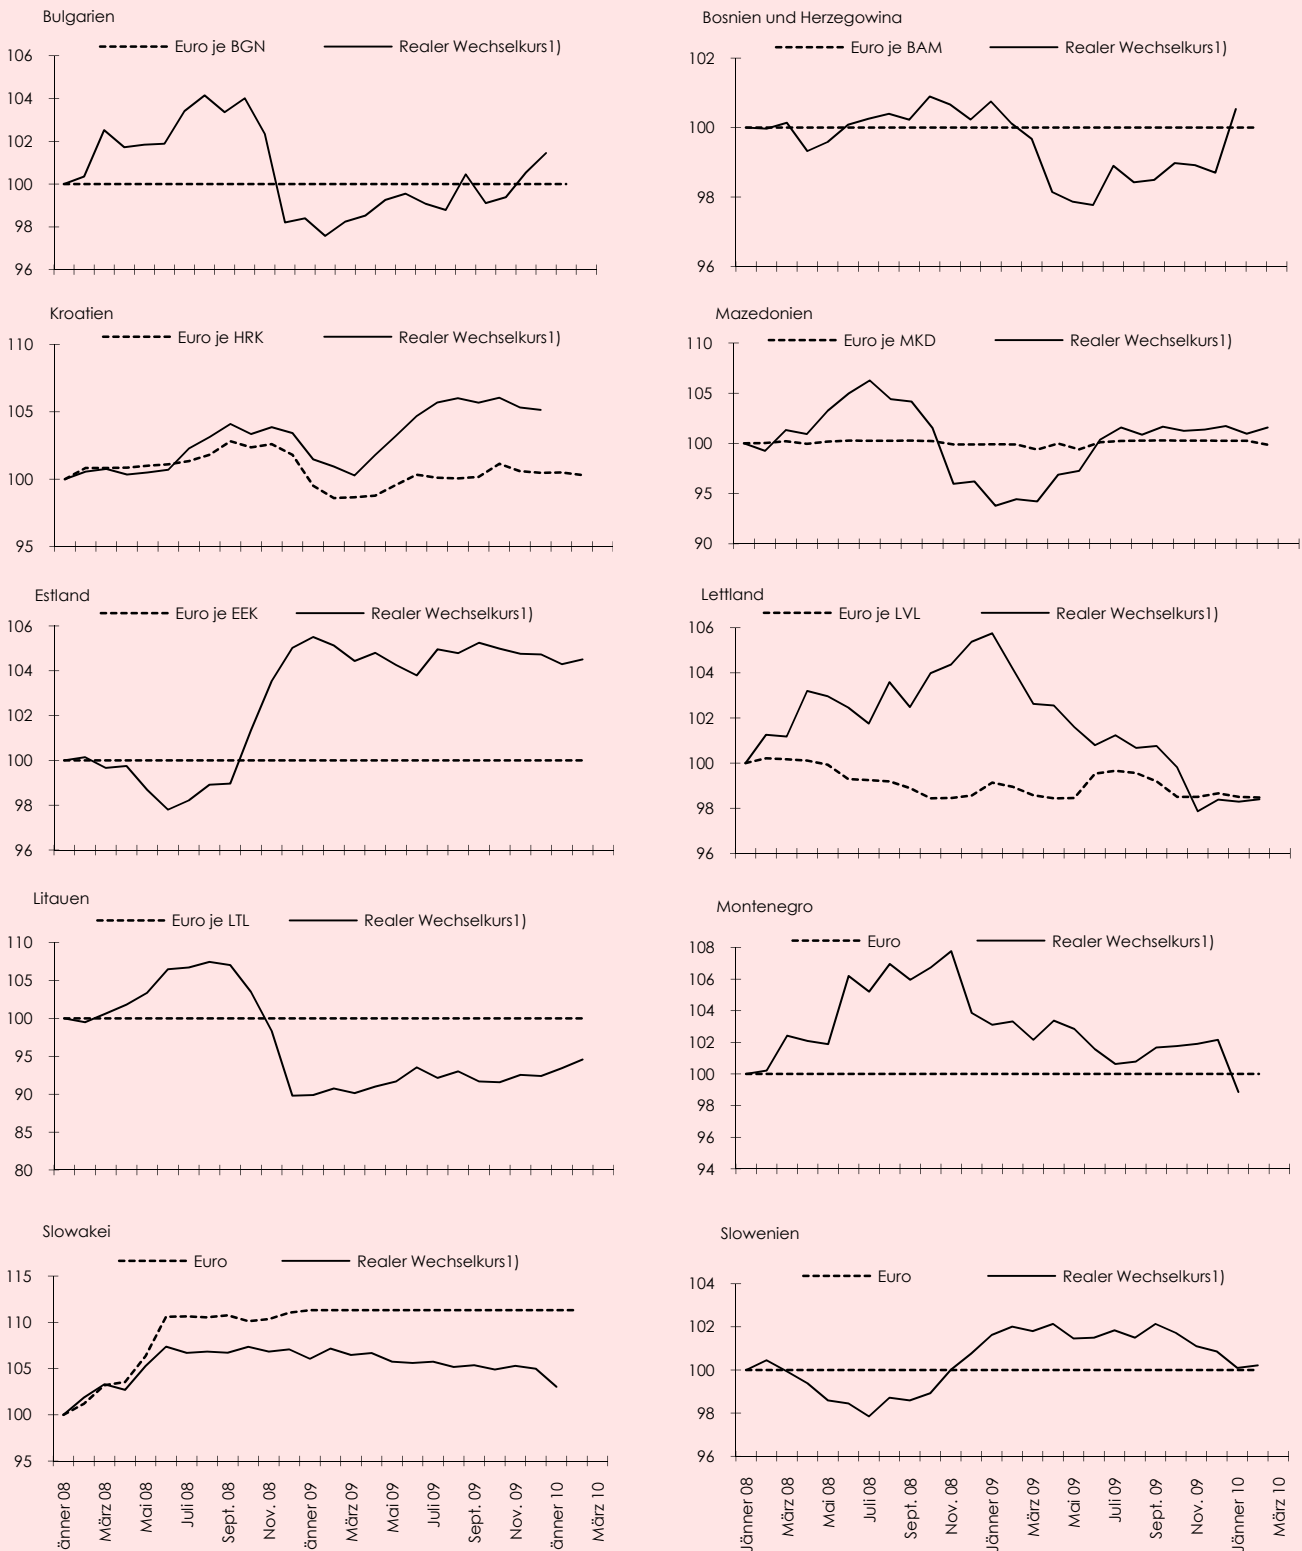 Bulgarien
Euro je BGN
Realer Wechselkurs1)
106
104
102
100
98
96
Bosnien und Herzegowina
Euro je BAM
Realer Wechselkurs1)
102
100
98
96
Kroatien
Euro je HRK
Realer Wechselkurs1)
110
105
100
95
Mazedonien
Euro je MKD
Realer Wechselkurs1)
110
105
100
95
90
Estland
Euro je EEK
Realer Wechselkurs1)
106
104
102
100
98
96
Lettland
Euro je LVL
Realer Wechselkurs1)
106
104
102
100
98
96
Litauen
Euro je LTL
Realer Wechselkurs1)
110
105
100
95
90
85
80
Montenegro
Euro
Realer Wechselkurs1)
108
106
104
102
100
98
96
94
Slowakei
Euro
Realer Wechselkurs1)
115
110
105
100
95
änner 08
März 08
Mai 08
Juli 08
Sept. 08
Nov. 08
änner 09
März 09
Mai 09
Juli 09
Sept. 09
Nov. 09
änner 10
März 10
Slowenien
Euro
Realer Wechselkurs1)
104
102
100
98
96
Jänner 08
März 08
Mai 08
Juli 08
Sept. 08
Nov. 08
Jänner 09
März 09
Mai 09
Juli 09
Sept. 09
Nov. 09
Jänner 10
März 10